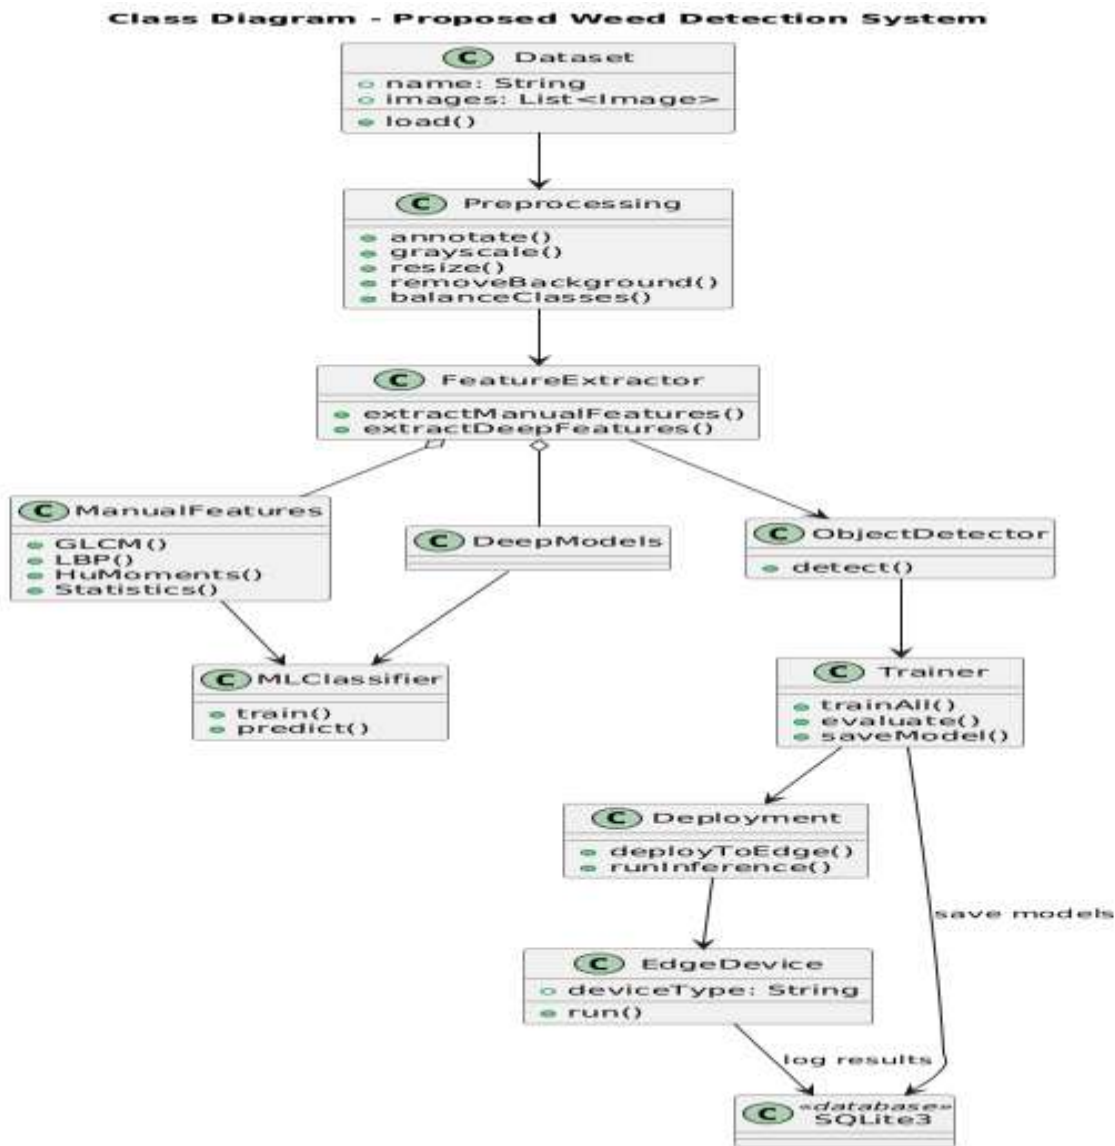 Class Diagram - Proposed Weed Detection System
C Dataset
name: String
images: List<Image>
load()
C Preprocessing
annotate()
grayscale()
resize()
removeBackground()
balanceClasses()
C FeatureExtractor
extractManualFeatures()
extractDeepFeatures()
C ManualFeatures
GLCM()
LBP()
HuMoments()
Statistics()
C DeepModels
C ObjectDetector
detect()
C MLClassifier
train()
predict()
C Trainer
trainAll()
evaluate()
saveModel()
C Deployment
deployToEdge()
runInference()
save models
C EdgeDevice
deviceType: String
run()
log results
C «database»
SQLite3